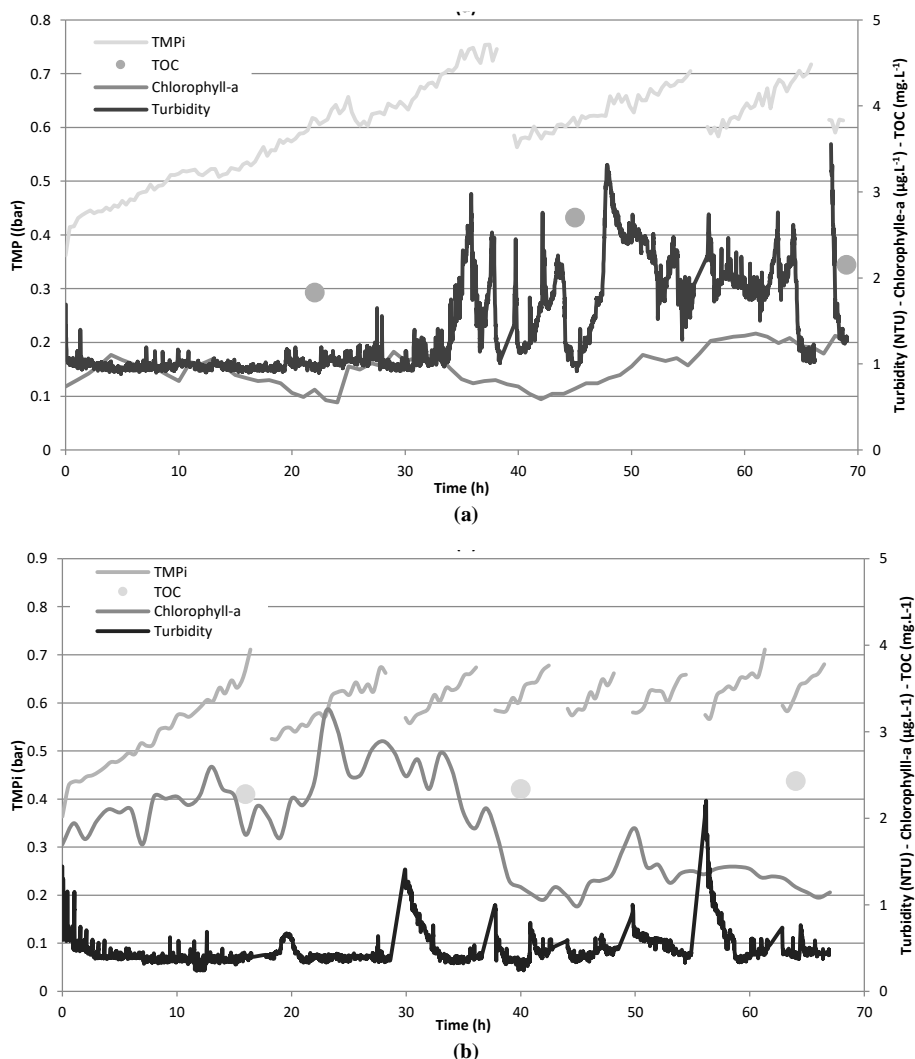 0.8
0.7
0.6
0.5
0.4
0.3
0.2
0.1
0
TMP ((bar)
TMPi
TOC
Chlorophyll-a
Turbidity
5
4
3
2
1
0
Turbidity (NTU) - Chlorophylle-a (µg.L⁻¹) - TOC (mg.L⁻¹)
0 10 20 30 40 50 60 70
Time (h)
(a)
0.9
0.8
0.7
0.6
0.5
0.4
0.3
0.2
0.1
0
TMPi (bar)
TMPi
TOC
Chlorophyll-a
Turbidity
5
4
3
2
1
0
Turbidity (NTU) - Chlorophylll-a (µg.L-1) - TOC (mg.L-1)
0 10 20 30 40 50 60 70
Time (h)
(b)